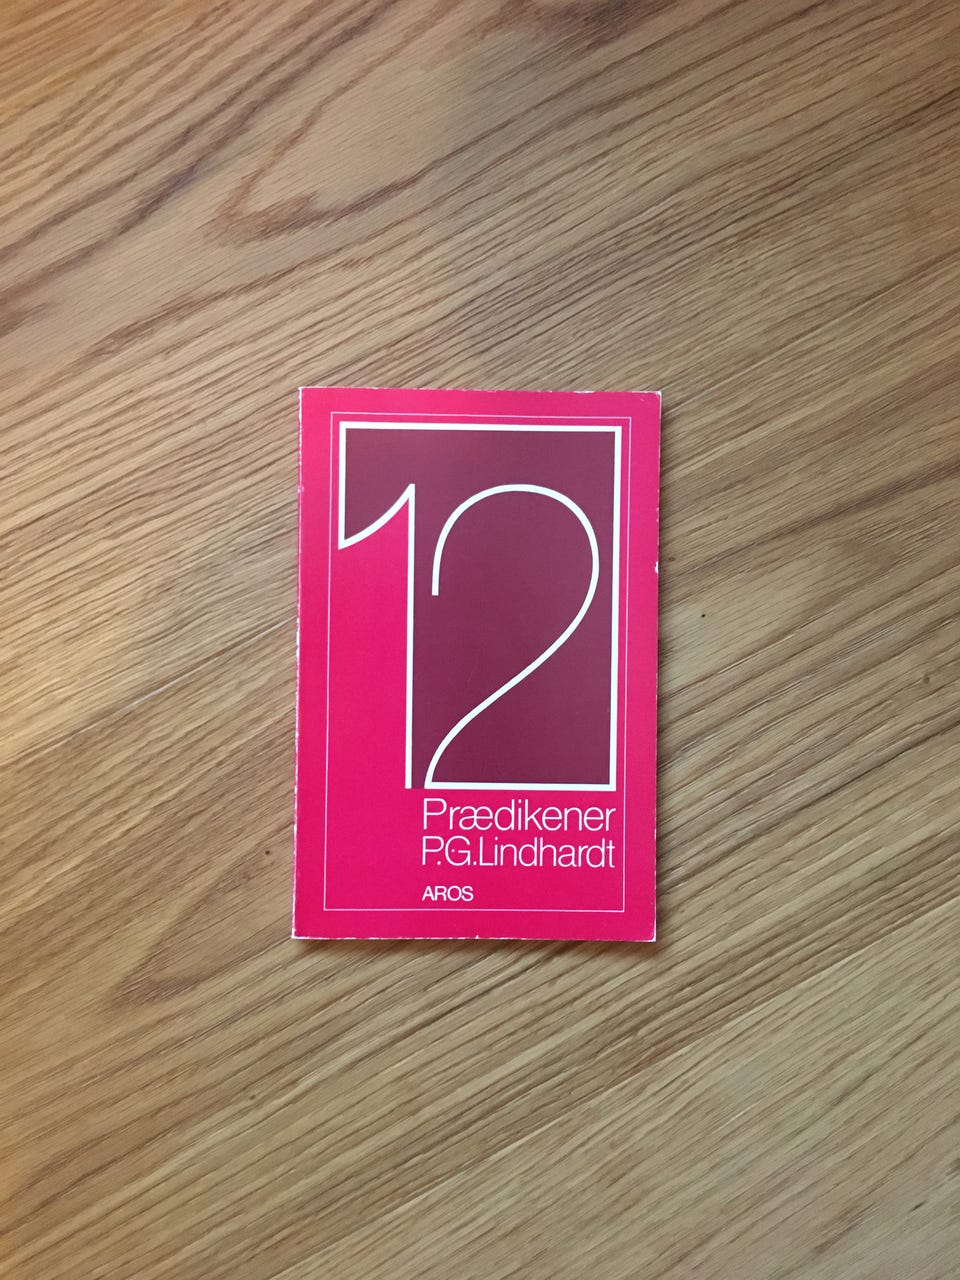 12
Prædikener
P.G.Lindhardt
AROS